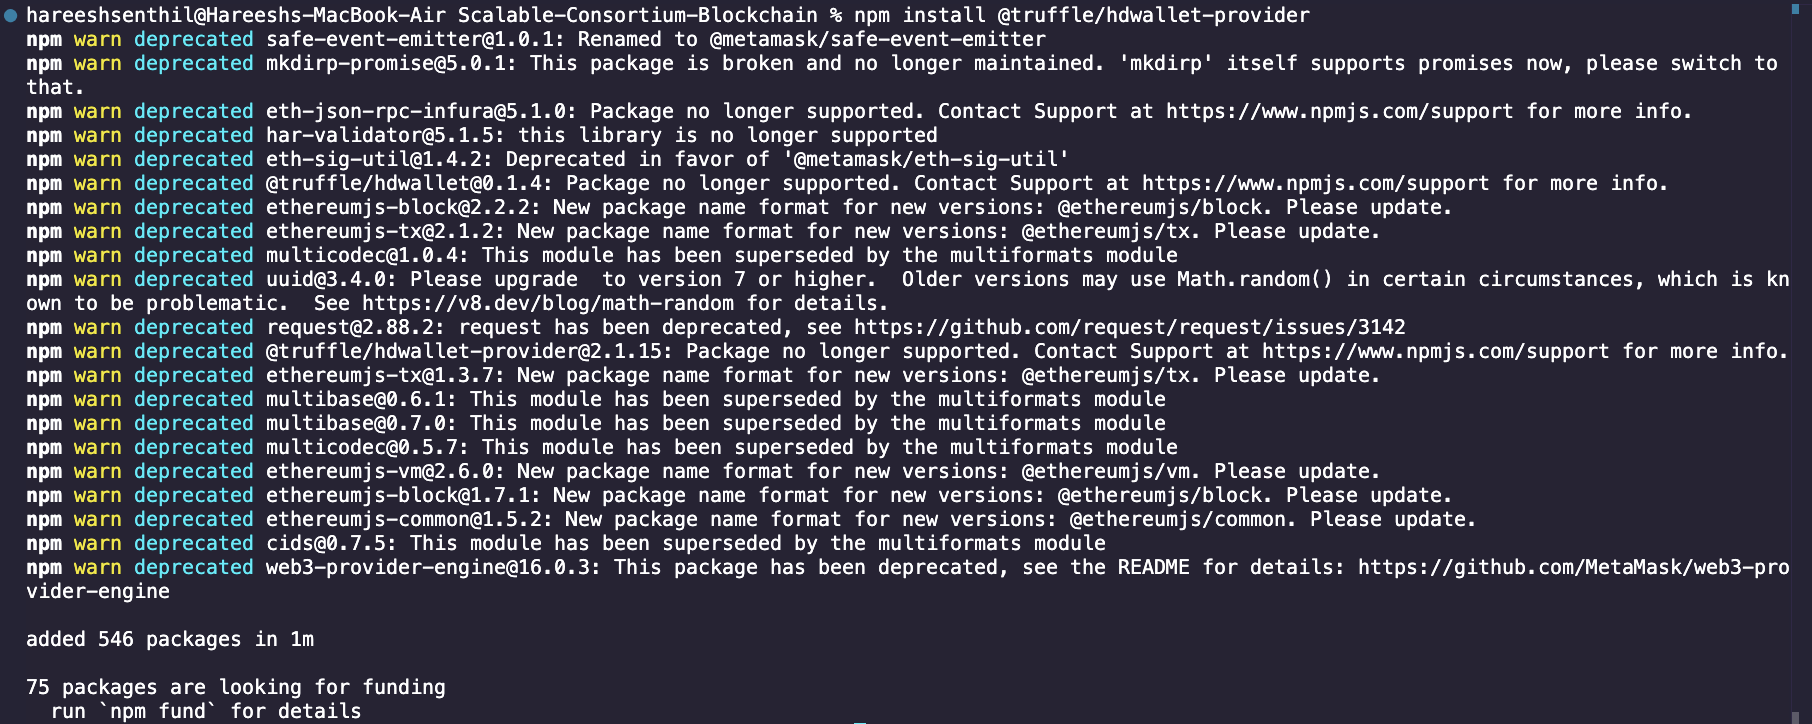 hareeshsenthil@Hareeshs-MacBook-Air Scalable-Consortium-Blockchain % npm install @truffle/hdwallet-provider
npm warn deprecated safe-event-emitter@1.0.1: Renamed to @metamask/safe-event-emitter
npm warn deprecated mkdirp-promise@5.0.1: This package is broken and no longer maintained. 'mkdirp' itself supports promises now, please switch to
that.
npm warn deprecated eth-json-rpc-infura@5.1.0: Package no longer supported. Contact Support at https://www.npmjs.com/support for more info.
npm warn deprecated har-validator@5.1.5: this library is no longer supported
npm warn deprecated eth-sig-util@1.4.2: Deprecated in favor of '@metamask/eth-sig-util'
npm warn deprecated @truffle/hdwallet@0.1.4: Package no longer supported. Contact Support at https://www.npmjs.com/support for more info.
npm warn deprecated ethereumjs-block@2.2.2: New package name format for new versions: @ethereumjs/block. Please update.
npm warn deprecated ethereumjs-tx@2.1.2: New package name format for new versions: @ethereumjs/tx. Please update.
npm warn deprecated multicodec@1.0.4: This module has been superseded by the multiformats module
npm warn deprecated uuid@3.4.0: Please upgrade  to version 7 or higher.  Older versions may use Math.random() in certain circumstances, which is kn
own to be problematic.  See https://v8.dev/blog/math-random for details.
npm warn deprecated request@2.88.2: request has been deprecated, see https://github.com/request/request/issues/3142
npm warn deprecated @truffle/hdwallet-provider@2.1.15: Package no longer supported. Contact Support at https://www.npmjs.com/support for more info.
npm warn deprecated ethereumjs-tx@1.3.7: New package name format for new versions: @ethereumjs/tx. Please update.
npm warn deprecated multibase@0.6.1: This module has been superseded by the multiformats module
npm warn deprecated multibase@0.7.0: This module has been superseded by the multiformats module
npm warn deprecated multicodec@0.5.7: This module has been superseded by the multiformats module
npm warn deprecated ethereumjs-vm@2.6.0: New package name format for new versions: @ethereumjs/vm. Please update.
npm warn deprecated ethereumjs-block@1.7.1: New package name format for new versions: @ethereumjs/block. Please update.
npm warn deprecated ethereumjs-common@1.5.2: New package name format for new versions: @ethereumjs/common. Please update.
npm warn deprecated cids@0.7.5: This module has been superseded by the multiformats module
npm warn deprecated web3-provider-engine@16.0.3: This package has been deprecated, see the README for details: https://github.com/MetaMask/web3-pro
vider-engine
added 546 packages in 1m
75 packages are looking for funding
run `npm fund` for details